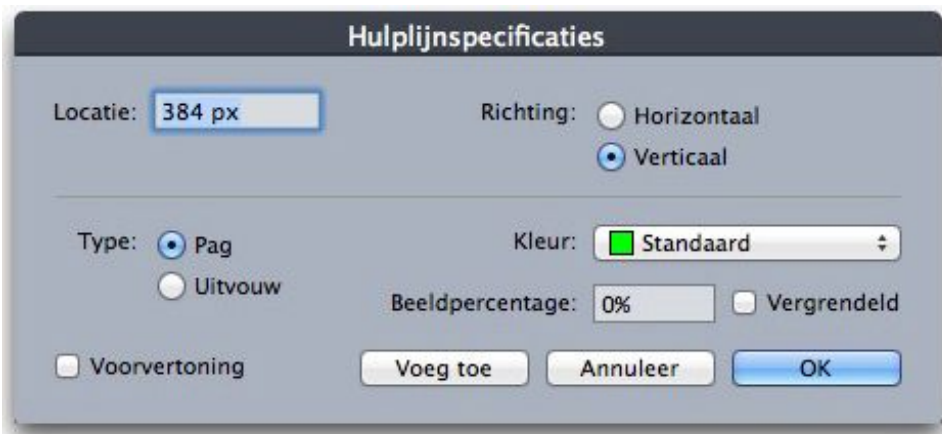 Hulplijnspecificaties
Locatie: 384 px Richting: Horizontaal
Verticaal
Type: Pag Kleur: Standaard
Uitvouw
Beeldpercentage: 0% Vergrendeld
Voorvertoning Voeg toe Annuleer OK